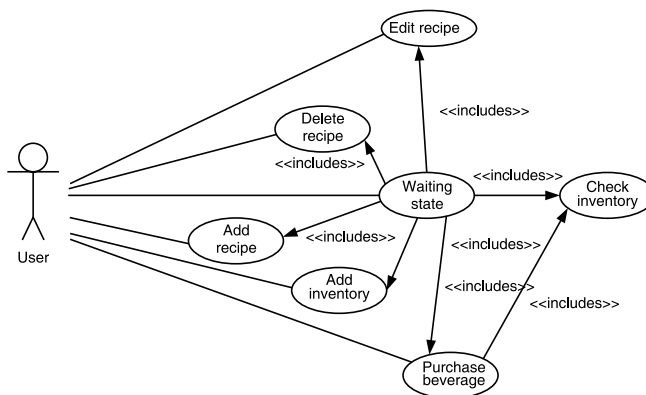 Edit recipe
<<includes>>
Delete
recipe
<<includes>>
Waiting
state
<<includes>>
Check
inventory
User
Add
recipe
<<includes>>
<<includes>>
Add
inventory
<<includes>>
<<includes>>
Purchase
beverage